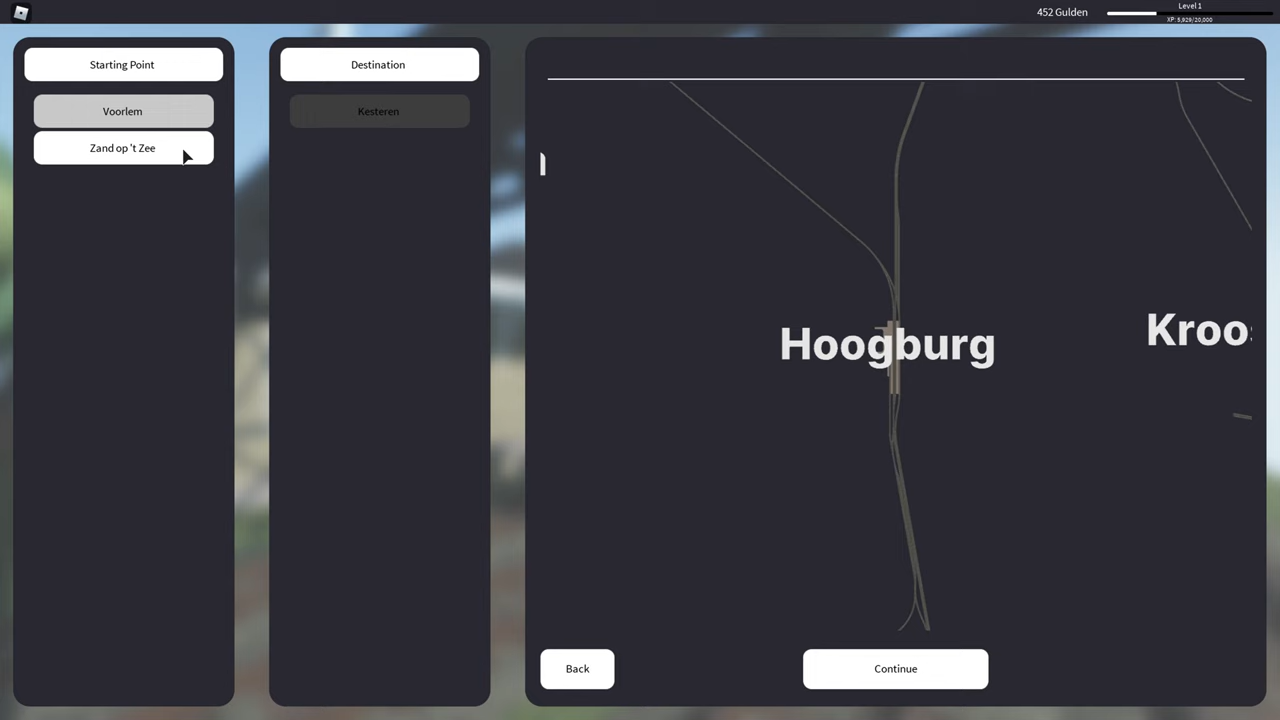 452 Gulden
Level 1
XP: 5,929/20,000
Starting Point
Destination
Voorlem
Kesteren
Zand op 't Zee
Hoogburg
Kroo
Back
Continue